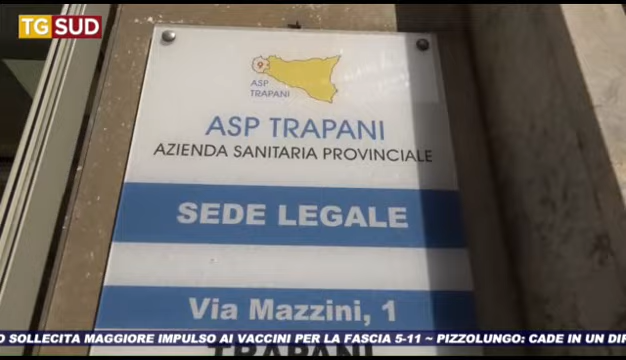 TG SUD
ASP
TRAPANI
ASP TRAPANI
AZIENDA SANITARIA PROVINCIALE
SEDE LEGALE
Via Mazzini, 1
TRAPANI
SOLLECITA MAGGIORE IMPULSO AI VACCINI PER LA FASCIA 5-11 ~ PIZZOLUNGO: CADE IN UN